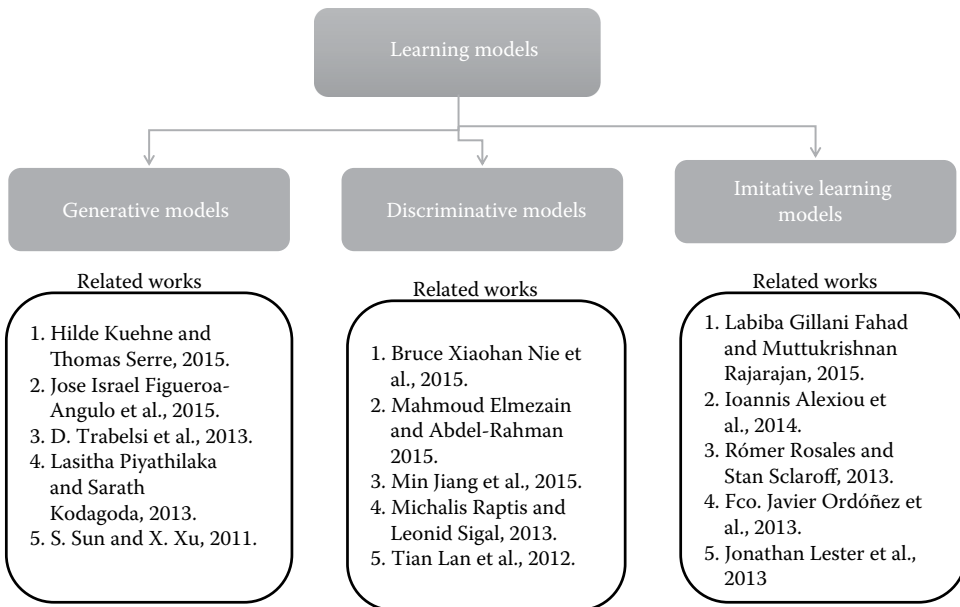 Learning models
Generative models
Discriminative models
Imitative learning
models
Related works
1. Hilde Kuehne and
Thomas Serre, 2015.
2. Jose Israel Figueroa-
Angulo et al., 2015.
3. D. Trabelsi et al., 2013.
4. Lasitha Piyathilaka
and Sarath
Kodagoda, 2013.
5. S. Sun and X. Xu, 2011.
Related works
1. Bruce Xiaohan Nie et
al., 2015.
2. Mahmoud Elmezain
and Abdel-Rahman
2015.
3. Min Jiang et al., 2015.
4. Michalis Raptis and
Leonid Sigal, 2013.
5. Tian Lan et al., 2012.
Related works
1. Labiba Gillani Fahad
and Muttukrishnan
Rajarajan, 2015.
2. Ioannis Alexiou et
al., 2014.
3. Rómer Rosales and
Stan Sclaroff, 2013.
4. Fco. Javier Ordóñez et
al., 2013.
5. Jonathan Lester et al.,
2013